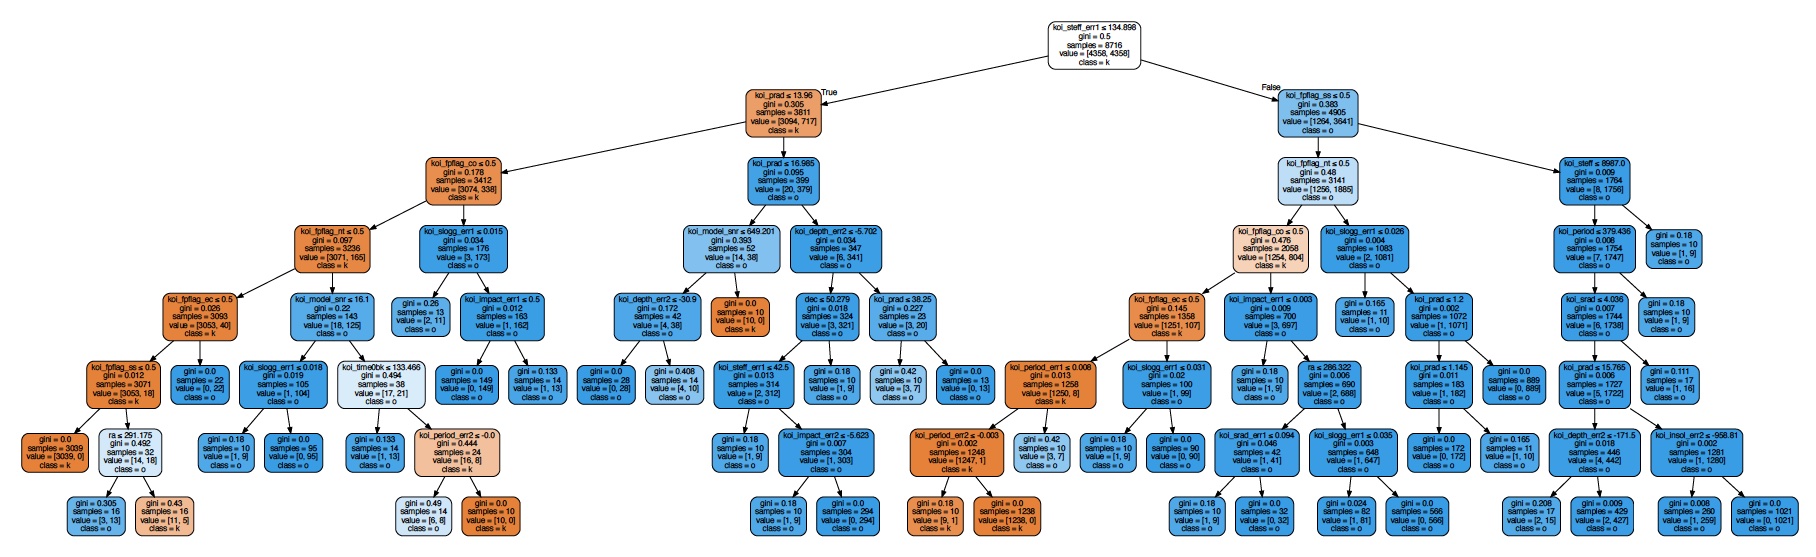 koi_steff_err1 ≤ 134.898
gini = 0.5
samples = 8716
value = [4358, 4358]
class = k
True
False
koi_prad ≤ 13.96
gini = 0.305
samples = 3811
value = [3094, 717]
class = k
koi_fpflag_ss ≤ 0.5
gini = 0.383
samples = 4905
value = [1264, 3641]
class = o
koi_fpflag_co ≤ 0.5
gini = 0.178
samples = 3412
value = [3074, 338]
class = k
koi_prad ≤ 16.985
gini = 0.095
samples = 399
value = [20, 379]
class = o
koi_fpflag_nt ≤ 0.5
gini = 0.48
samples = 3141
value = [1256, 1885]
class = o
koi_steff ≤ 8987.0
gini = 0.009
samples = 1764
value = [8, 1756]
class = o
koi_fpflag_nt ≤ 0.5
gini = 0.097
samples = 3236
value = [3071, 165]
class = k
koi_slogg_err1 ≤ 0.015
gini = 0.034
samples = 176
value = [3, 173]
class = o
koi_model_snr ≤ 649.201
gini = 0.393
samples = 52
value = [14, 38]
class = o
koi_depth_err2 ≤ -5.702
gini = 0.034
samples = 347
value = [6, 341]
class = o
koi_fpflag_co ≤ 0.5
gini = 0.476
samples = 2058
value = [1254, 804]
class = k
koi_slogg_err1 ≤ 0.026
gini = 0.004
samples = 1083
value = [2, 1081]
class = o
koi_period ≤ 379.436
gini = 0.008
samples = 1754
value = [7, 1747]
class = o
gini = 0.18
samples = 10
value = [1, 9]
class = o
koi_fpflag_ec ≤ 0.5
gini = 0.026
samples = 3093
value = [3053, 40]
class = k
koi_model_snr ≤ 16.1
gini = 0.22
samples = 143
value = [18, 125]
class = o
gini = 0.26
samples = 13
value = [2, 11]
class = o
koi_impact_err1 ≤ 0.5
gini = 0.012
samples = 163
value = [1, 162]
class = o
koi_depth_err2 ≤ -30.9
gini = 0.172
samples = 42
value = [4, 38]
class = o
gini = 0.0
samples = 10
value = [10, 0]
class = k
dec ≤ 50.279
gini = 0.018
samples = 324
value = [3, 321]
class = o
koi_prad ≤ 38.25
gini = 0.227
samples = 23
value = [3, 20]
class = o
koi_fpflag_ec ≤ 0.5
gini = 0.145
samples = 1358
value = [1251, 107]
class = k
koi_impact_err1 ≤ 0.003
gini = 0.009
samples = 700
value = [3, 697]
class = o
gini = 0.165
samples = 11
value = [1, 10]
class = o
koi_prad ≤ 1.2
gini = 0.002
samples = 1072
value = [1, 1071]
class = o
koi_srad ≤ 4.036
gini = 0.007
samples = 1744
value = [6, 1738]
class = o
gini = 0.18
samples = 10
value = [1, 9]
class = o
koi_fpflag_ss ≤ 0.5
gini = 0.012
samples = 3071
value = [3053, 18]
class = k
gini = 0.0
samples = 22
value = [0, 22]
class = o
koi_slogg_err1 ≤ 0.018
gini = 0.019
samples = 105
value = [1, 104]
class = o
koi_time0bk ≤ 133.466
gini = 0.494
samples = 38
value = [17, 21]
class = o
gini = 0.0
samples = 149
value = [0, 149]
class = o
gini = 0.133
samples = 14
value = [1, 13]
class = o
gini = 0.0
samples = 28
value = [0, 28]
class = o
gini = 0.408
samples = 14
value = [4, 10]
class = o
koi_steff_err1 ≤ 42.5
gini = 0.013
samples = 314
value = [2, 312]
class = o
gini = 0.18
samples = 10
value = [1, 9]
class = o
gini = 0.42
samples = 10
value = [3, 7]
class = o
gini = 0.0
samples = 13
value = [0, 13]
class = o
koi_period_err1 ≤ 0.008
gini = 0.013
samples = 1258
value = [1250, 8]
class = k
koi_slogg_err1 ≤ 0.031
gini = 0.02
samples = 100
value = [1, 99]
class = o
gini = 0.18
samples = 10
value = [1, 9]
class = o
ra ≤ 286.322
gini = 0.006
samples = 690
value = [2, 688]
class = o
koi_prad ≤ 1.145
gini = 0.011
samples = 183
value = [1, 182]
class = o
gini = 0.0
samples = 889
value = [0, 889]
class = o
koi_prad ≤ 15.765
gini = 0.006
samples = 1727
value = [5, 1722]
class = o
gini = 0.111
samples = 17
value = [1, 16]
class = o
gini = 0.0
samples = 3039
value = [3039, 0]
class = k
ra ≤ 291.175
gini = 0.492
samples = 32
value = [14, 18]
class = o
gini = 0.18
samples = 10
value = [1, 9]
class = o
gini = 0.0
samples = 95
value = [0, 95]
class = o
gini = 0.133
samples = 14
value = [1, 13]
class = o
koi_period_err2 ≤ -0.0
gini = 0.444
samples = 24
value = [16, 8]
class = k
gini = 0.18
samples = 10
value = [1, 9]
class = o
koi_impact_err2 ≤ -5.623
gini = 0.007
samples = 304
value = [1, 303]
class = o
koi_period_err2 ≤ -0.003
gini = 0.002
samples = 1248
value = [1247, 1]
class = k
gini = 0.42
samples = 10
value = [3, 7]
class = o
gini = 0.18
samples = 10
value = [1, 9]
class = o
gini = 0.0
samples = 90
value = [0, 90]
class = o
koi_srad_err1 ≤ 0.094
gini = 0.046
samples = 42
value = [1, 41]
class = o
koi_slogg_err1 ≤ 0.035
gini = 0.003
samples = 648
value = [1, 647]
class = o
gini = 0.0
samples = 172
value = [0, 172]
class = o
gini = 0.165
samples = 11
value = [1, 10]
class = o
koi_depth_err2 ≤ -171.5
gini = 0.018
samples = 446
value = [4, 442]
class = o
koi_insol_err2 ≤ -958.81
gini = 0.002
samples = 1281
value = [1, 1280]
class = o
gini = 0.305
samples = 16
value = [3, 13]
class = o
gini = 0.43
samples = 16
value = [11, 5]
class = k
gini = 0.49
samples = 14
value = [6, 8]
class = o
gini = 0.0
samples = 10
value = [10, 0]
class = k
gini = 0.18
samples = 10
value = [1, 9]
class = o
gini = 0.0
samples = 294
value = [0, 294]
class = o
gini = 0.18
samples = 10
value = [9, 1]
class = k
gini = 0.0
samples = 1238
value = [1238, 0]
class = k
gini = 0.18
samples = 10
value = [1, 9]
class = o
gini = 0.0
samples = 32
value = [0, 32]
class = o
gini = 0.024
samples = 82
value = [1, 81]
class = o
gini = 0.0
samples = 566
value = [0, 566]
class = o
gini = 0.208
samples = 17
value = [2, 15]
class = o
gini = 0.009
samples = 429
value = [2, 427]
class = o
gini = 0.008
samples = 260
value = [1, 259]
class = o
gini = 0.0
samples = 1021
value = [0, 1021]
class = o